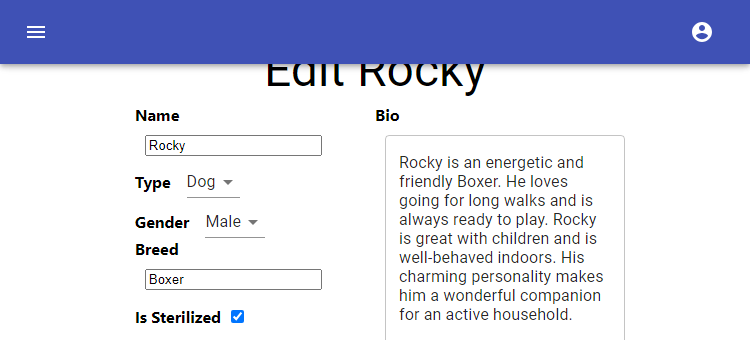 Edit Rocky
Name
Rocky
Type Dog
Gender Male
Breed
Boxer
Is Sterilized
Bio
Rocky is an energetic and
friendly Boxer. He loves
going for long walks and is
always ready to play. Rocky
is great with children and is
well-behaved indoors. His
charming personality makes
him a wonderful companion
for an active household.